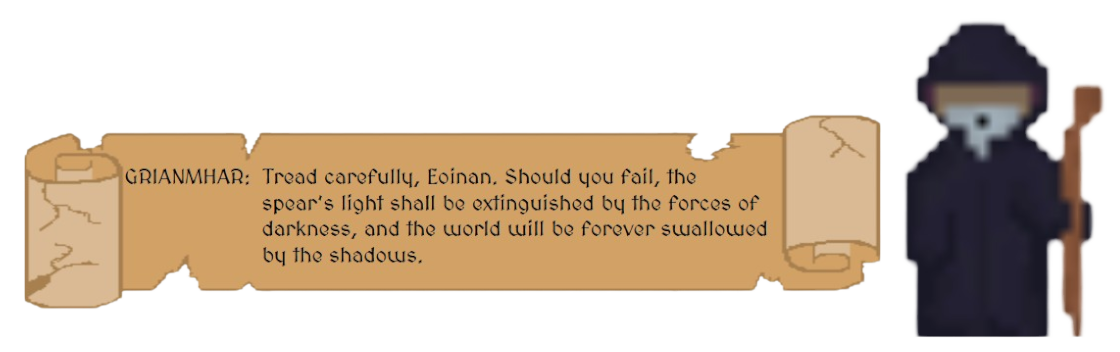 GRIANMHAR: Tread carefully, Eoinan. Should you fail, the
spear's light shall be extinguished by the forces of
darkness, and the world will be forever swallowed
by the shadows.